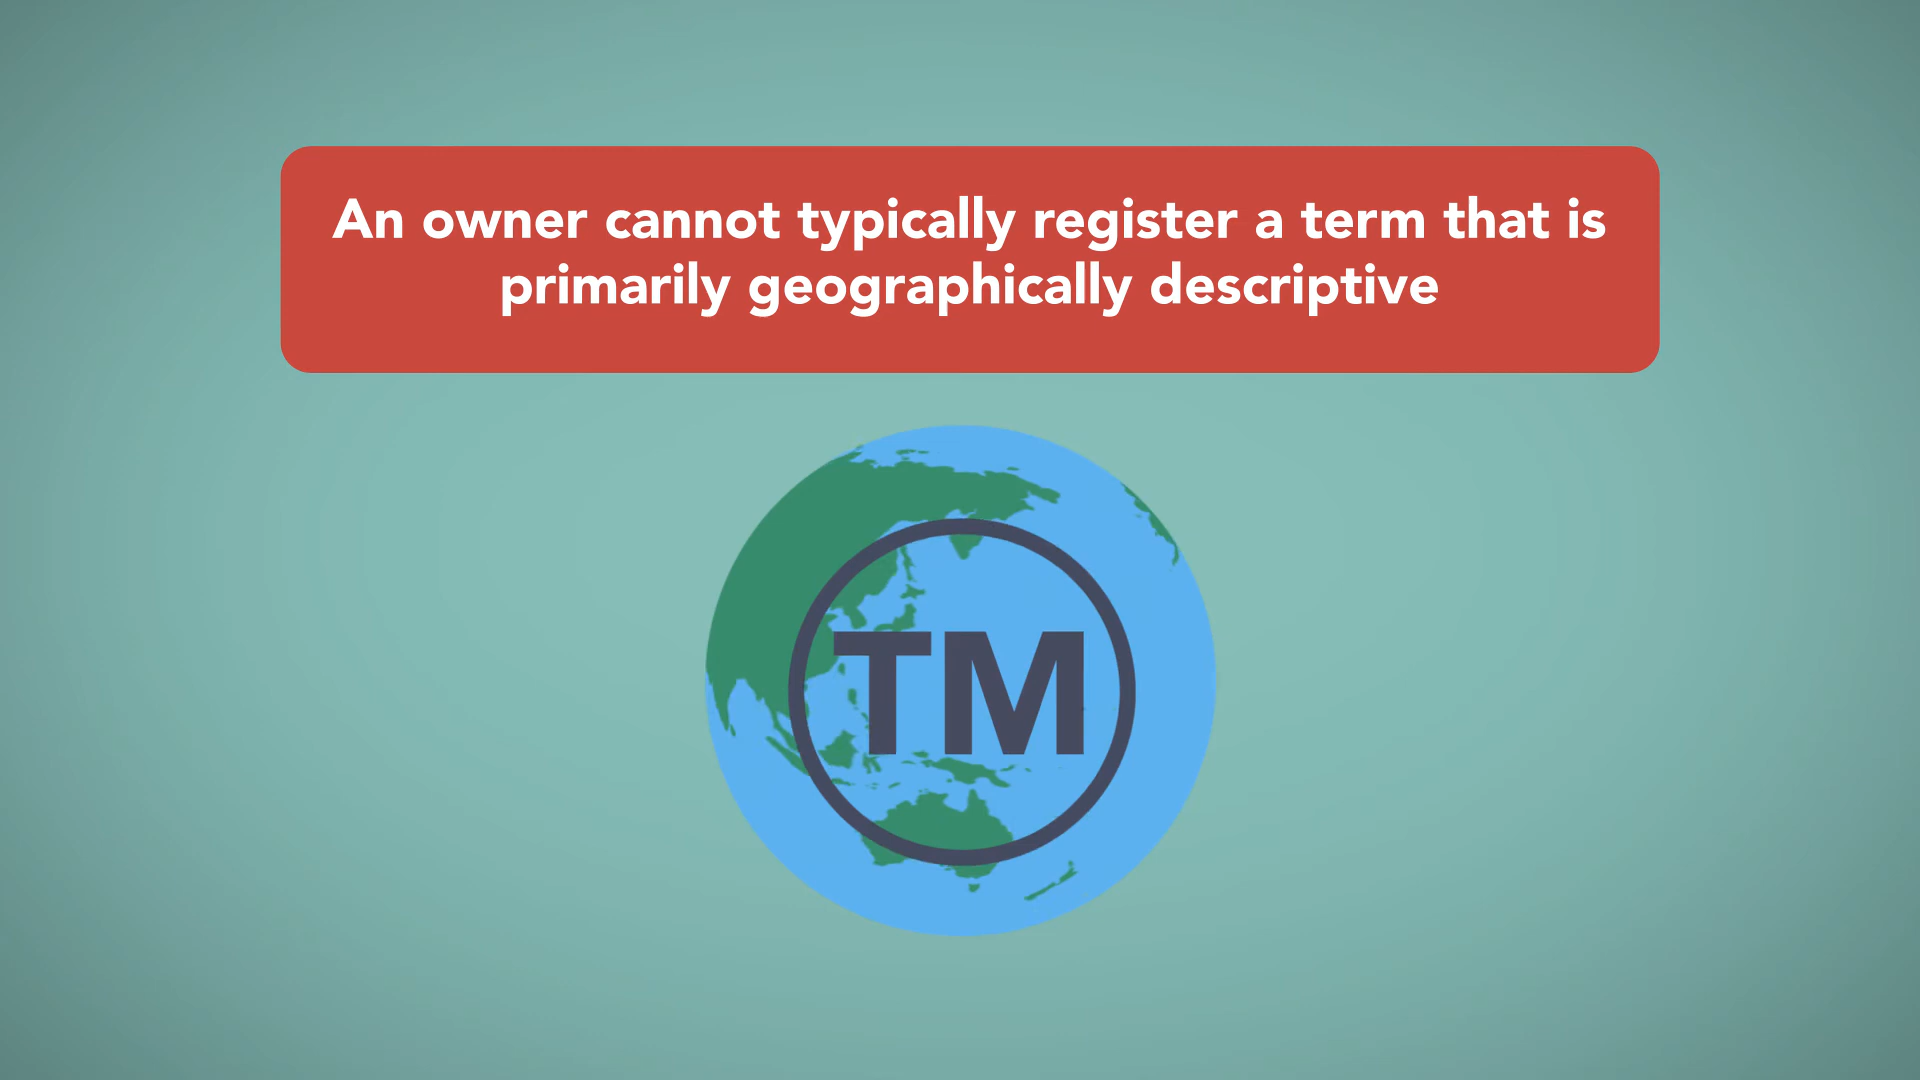 An owner cannot typically register a term that is
primarily geographically descriptive
TM